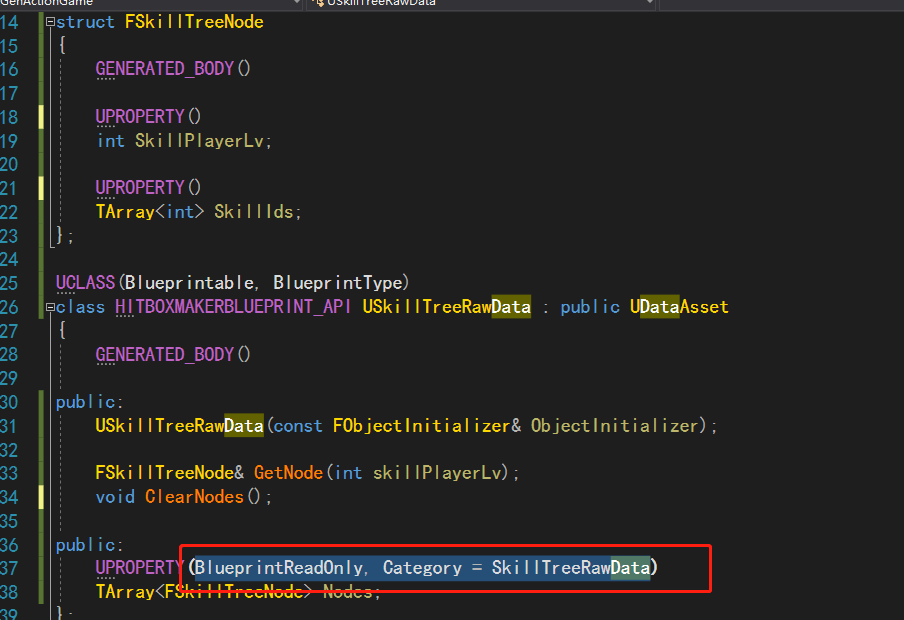 GenActionGame USkillTreeRawData
14 struct FSkillTreeNode
15 {
16 GENERATED_BODY()
17
18 UPROPERTY()
19 int SkillPlayerLv;
20
21 UPROPERTY()
22 TArray<int> SkillIds;
23 };
24
25 UCLASS(Blueprintable, BlueprintType)
26 class HITBOXMAKERBLUEPRINT_API USkillTreeRawData : public UDataAsset
27 {
28 GENERATED_BODY()
29
30 public:
31 USkillTreeRawData(const FObjectInitializer& ObjectInitializer);
32
33 FSkillTreeNode& GetNode(int skillPlayerLv);
34 void ClearNodes();
35
36 public:
37 UPROPERTY(BlueprintReadOnly, Category = SkillTreeRawData)
38 TArray<FSkillTreeNode> Nodes;
39 };